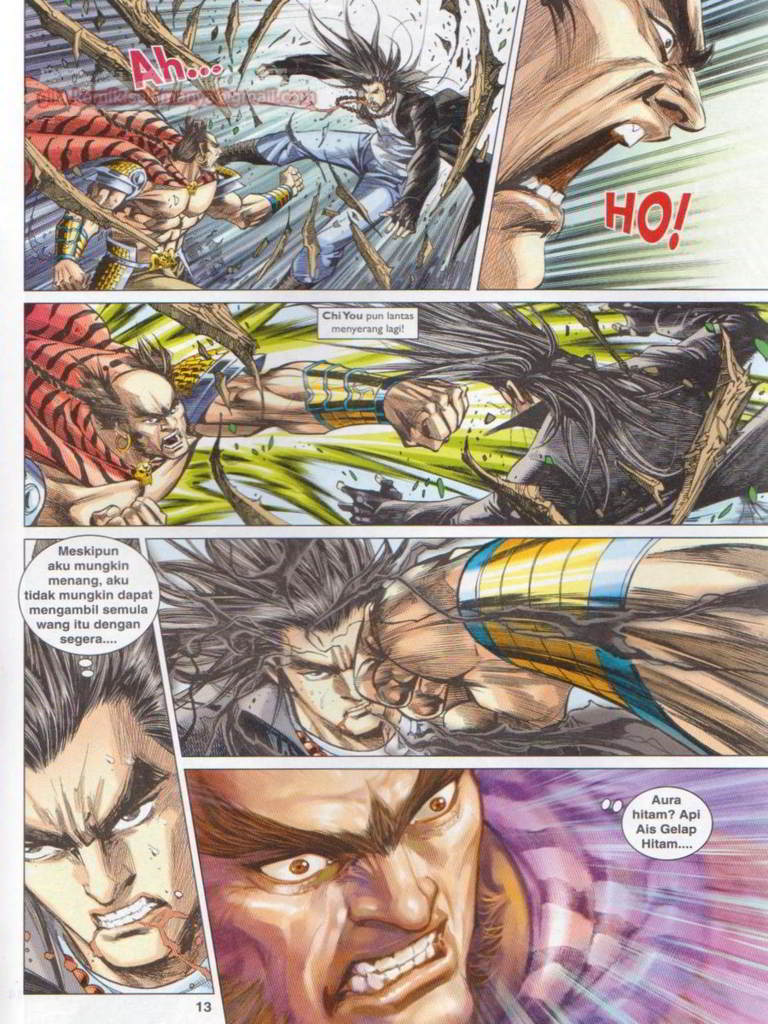 Ah...
HO!
Chi You pun lantas
menyerang lagi!
Meskipun
aku mungkin
menang, aku
tidak mungkin dapat
mengambil semula
wang itu dengan
segera....
Aura
hitam? Api
Ais Gelap
Hitam....
13